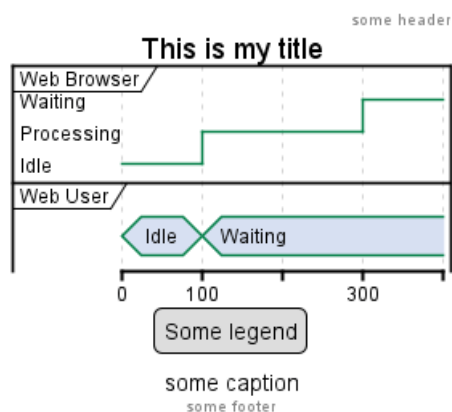 some header
This is my title
Web Browser
Waiting
Processing
Idle
Web User
Idle Waiting
0 100 300
Some legend
some caption
some footer